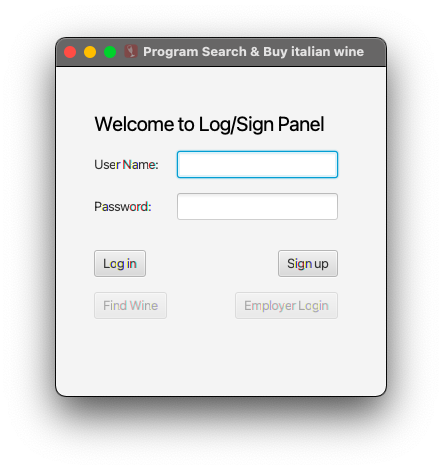 Program Search & Buy italian wine
Welcome to Log/Sign Panel
User Name:
Password:
Log in Sign up
Find Wine Employer Login